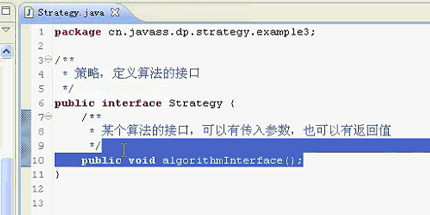 Strategy.java
1 package cn.javass.dp.strategy.example3;
2
3 /**
4 * 策略，定义算法的接口
5 */
6 public interface Strategy {
7 /**
8 * 某个算法的接口，可以有传入参数，也可以有返回值
9 */
10 public void algorithmInterface();
11 }
12
13